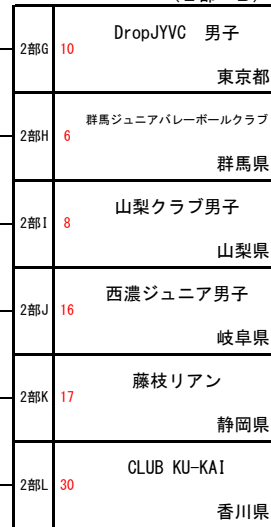 DropJYVC 男子
2部G 10
東京都
群馬ジュニアバレーボールクラブ
2部H 6
群馬県
山梨クラブ男子
2部I 8
山梨県
西濃ジュニア男子
2部J 16
岐阜県
藤枝リアン
2部K 17
静岡県
CLUB KU-KAI
2部L 30
香川県